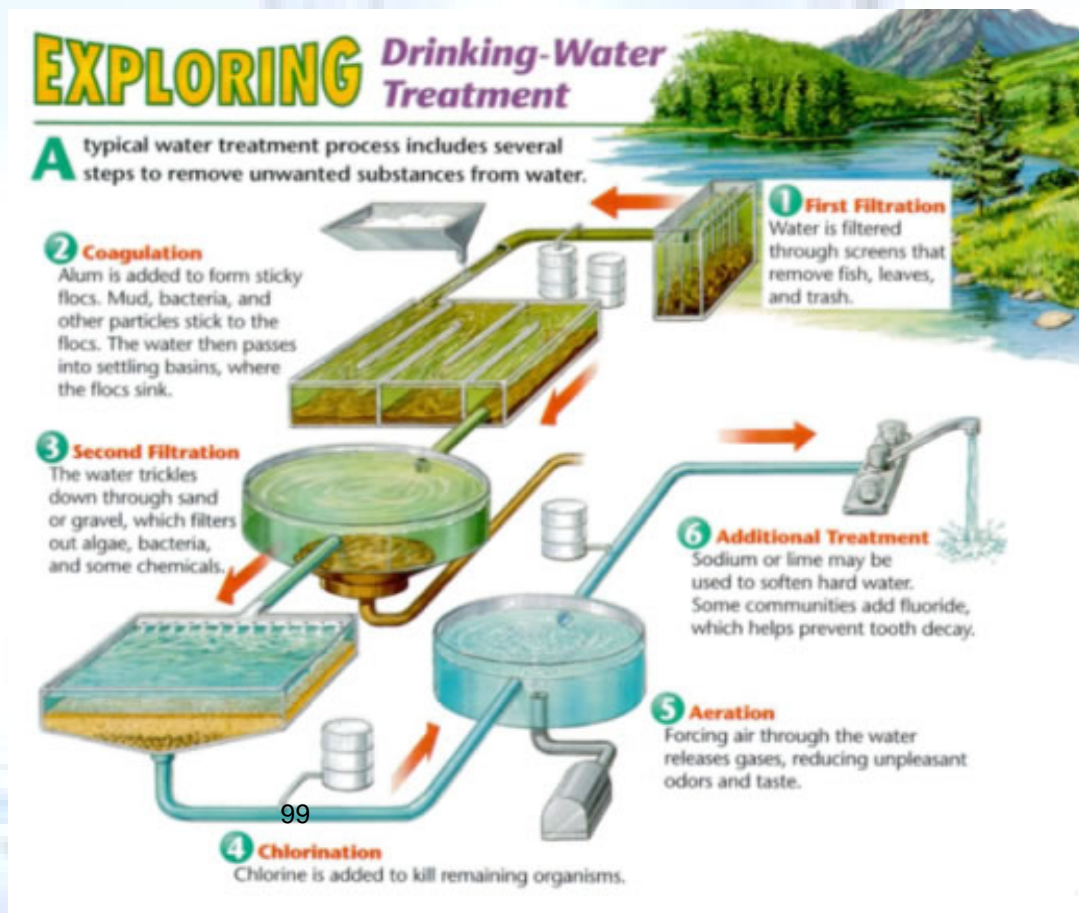 EXPLORING Drinking-Water
Treatment
A typical water treatment process includes several
steps to remove unwanted substances from water.
1 First Filtration
Water is filtered
through screens that
remove fish, leaves,
and trash.
2 Coagulation
Alum is added to form sticky
flocs. Mud, bacteria, and
other particles stick to the
flocs. The water then passes
into settling basins, where
the flocs sink.
3 Second Filtration
The water trickles
down through sand
or gravel, which filters
out algae, bacteria,
and some chemicals.
99
4 Chlorination
Chlorine is added to kill remaining organisms.
5 Aeration
Forcing air through the water
releases gases, reducing unpleasant
odors and taste.
6 Additional Treatment
Sodium or lime may be
used to soften hard water.
Some communities add fluoride,
which helps prevent tooth decay.